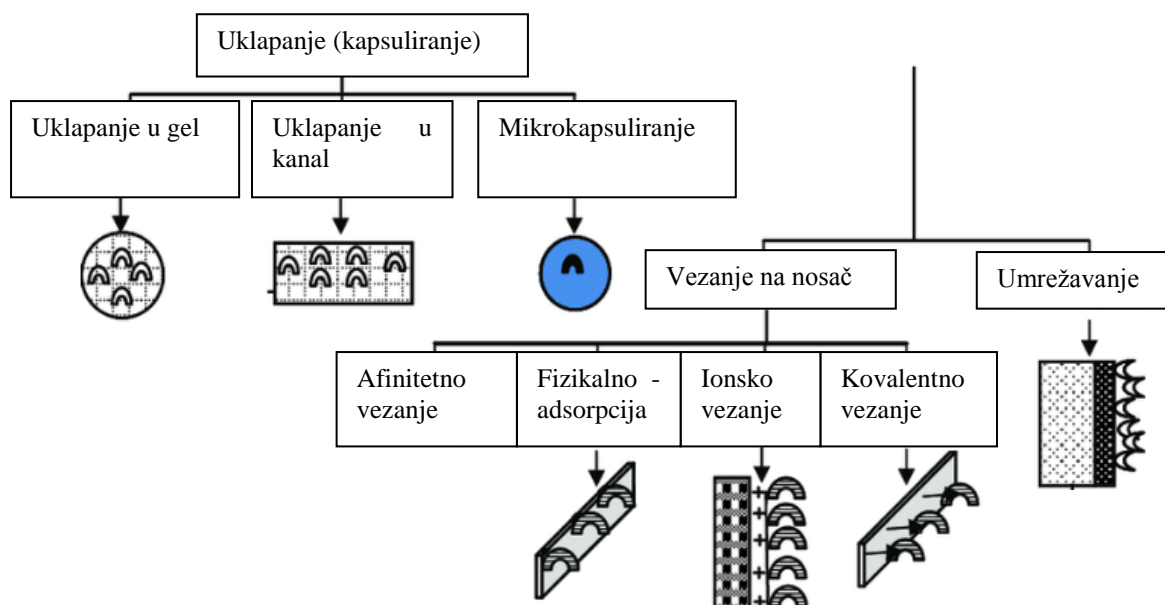 Uklapanje (kapsuliranje)
Uklapanje u gel
Uklapanje u
kanal
Mikrokapsuliranje
Vezanje na nosač
Umrežavanje
Afinitetno
vezanje
Fizikalno -
adsorpcija
Ionsko
vezanje
Kovalentno
vezanje
+
+
+
+
+